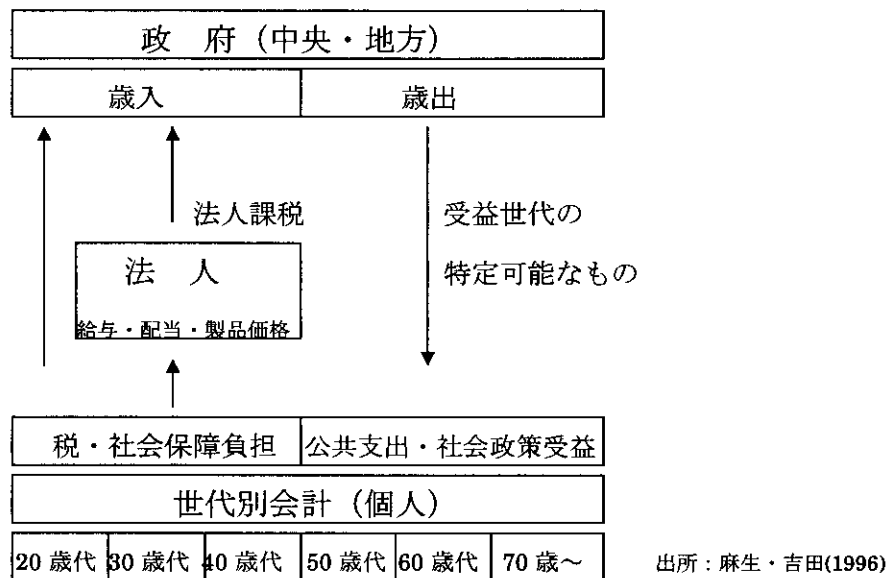 政 府（中央・地方）
歳入 歳出
法人課税 受益世代の
法 人 特定可能なもの
給与・配当・製品価格
税・社会保障負担 公共支出・社会政策受益
世代別会計（個人）
20 歳代 30 歳代 40 歳代 50 歳代 60 歳代 70 歳～ 出所：麻生・吉田(1996)